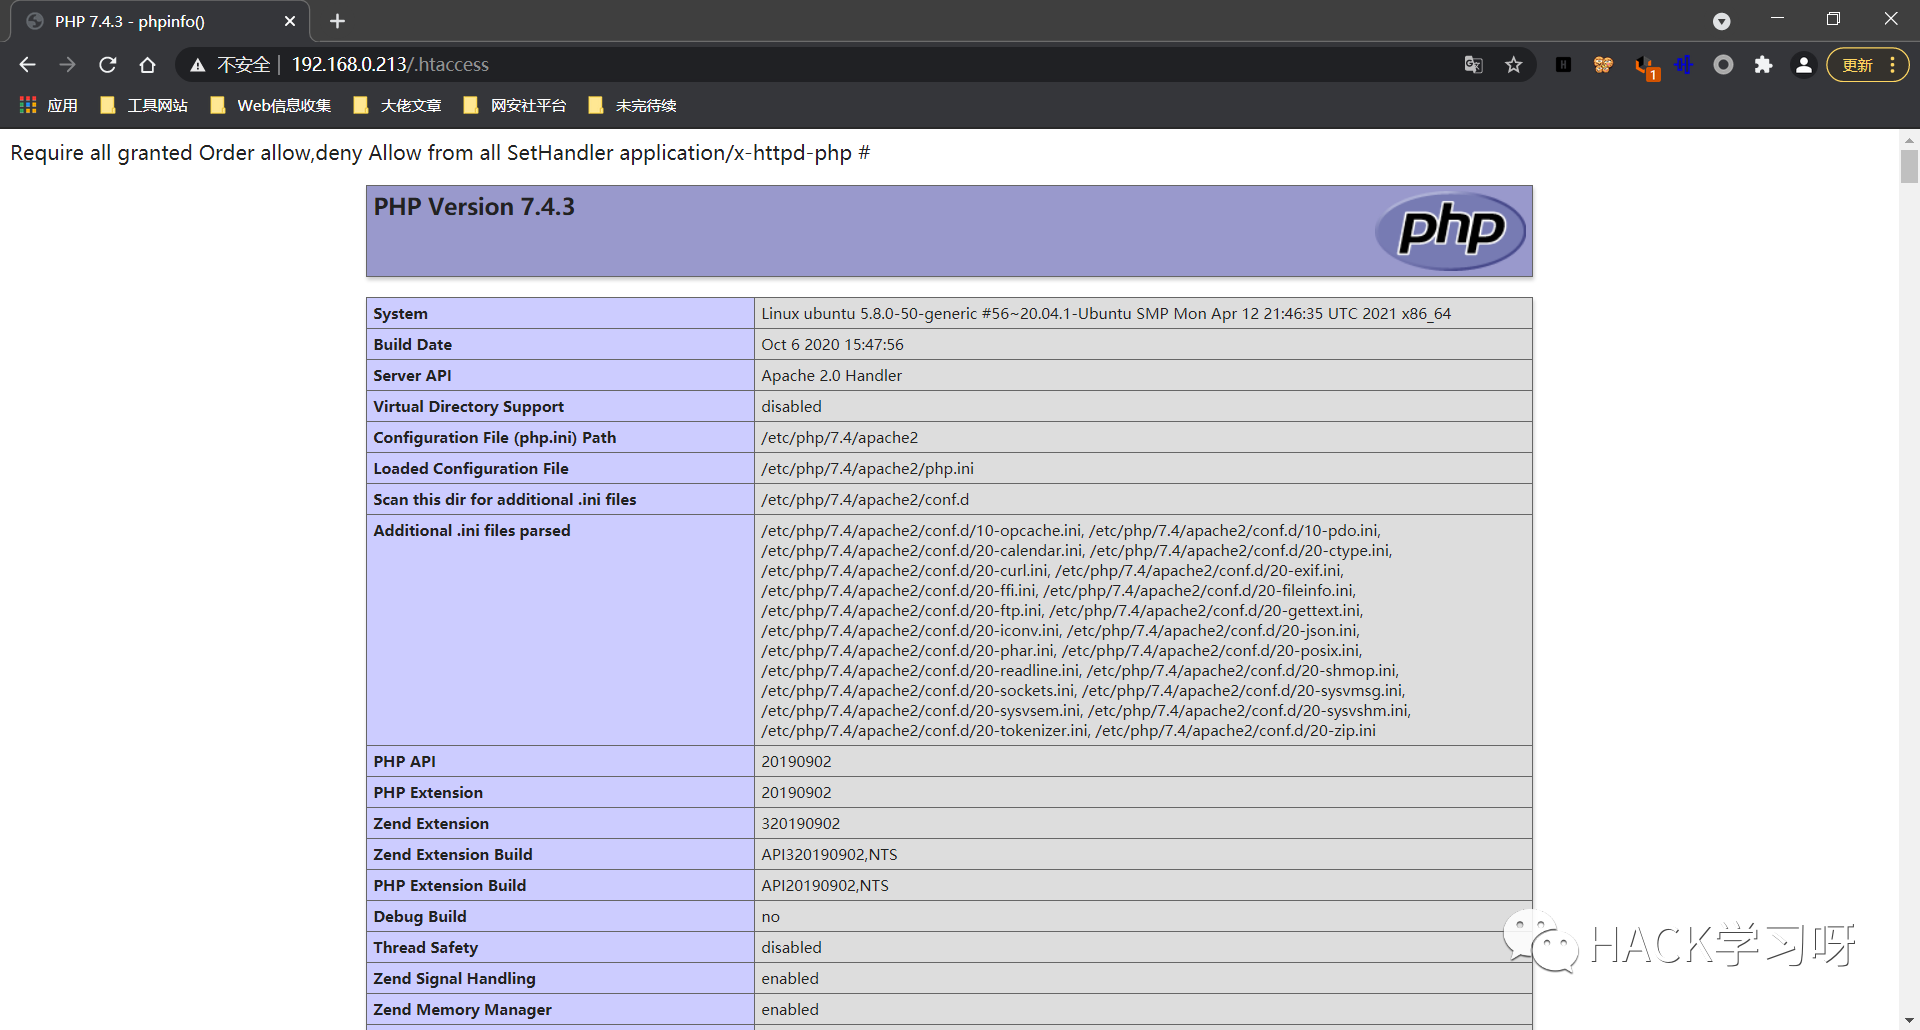 PHP 7.4.3 - phpinfo()
不安全 | 192.168.0.213/.htaccess
1
更新
应用 工具网站 Web信息收集 大佬文章 网安社平台 未完待续
Require all granted Order allow,deny Allow from all SetHandler application/x-httpd-php #
PHP Version 7.4.3
php
System Linux ubuntu 5.8.0-50-generic #56~20.04.1-Ubuntu SMP Mon Apr 12 21:46:35 UTC 2021 x86_64
Build Date Oct 6 2020 15:47:56
Server API Apache 2.0 Handler
Virtual Directory Support disabled
Configuration File (php.ini) Path /etc/php/7.4/apache2
Loaded Configuration File /etc/php/7.4/apache2/php.ini
Scan this dir for additional .ini files /etc/php/7.4/apache2/conf.d
Additional .ini files parsed /etc/php/7.4/apache2/conf.d/10-opcache.ini, /etc/php/7.4/apache2/conf.d/10-pdo.ini,
/etc/php/7.4/apache2/conf.d/20-calendar.ini, /etc/php/7.4/apache2/conf.d/20-ctype.ini,
/etc/php/7.4/apache2/conf.d/20-curl.ini, /etc/php/7.4/apache2/conf.d/20-exif.ini,
/etc/php/7.4/apache2/conf.d/20-ffi.ini, /etc/php/7.4/apache2/conf.d/20-fileinfo.ini,
/etc/php/7.4/apache2/conf.d/20-ftp.ini, /etc/php/7.4/apache2/conf.d/20-gettext.ini,
/etc/php/7.4/apache2/conf.d/20-iconv.ini, /etc/php/7.4/apache2/conf.d/20-json.ini,
/etc/php/7.4/apache2/conf.d/20-phar.ini, /etc/php/7.4/apache2/conf.d/20-posix.ini,
/etc/php/7.4/apache2/conf.d/20-readline.ini, /etc/php/7.4/apache2/conf.d/20-shmop.ini,
/etc/php/7.4/apache2/conf.d/20-sockets.ini, /etc/php/7.4/apache2/conf.d/20-sysvmsg.ini,
/etc/php/7.4/apache2/conf.d/20-sysvsem.ini, /etc/php/7.4/apache2/conf.d/20-sysvshm.ini,
/etc/php/7.4/apache2/conf.d/20-tokenizer.ini, /etc/php/7.4/apache2/conf.d/20-zip.ini
PHP API 20190902
PHP Extension 20190902
Zend Extension 320190902
Zend Extension Build API320190902,NTS
PHP Extension Build API20190902,NTS
Debug Build no
Thread Safety disabled
Zend Signal Handling enabled
Zend Memory Manager enabled
HACK学习呀